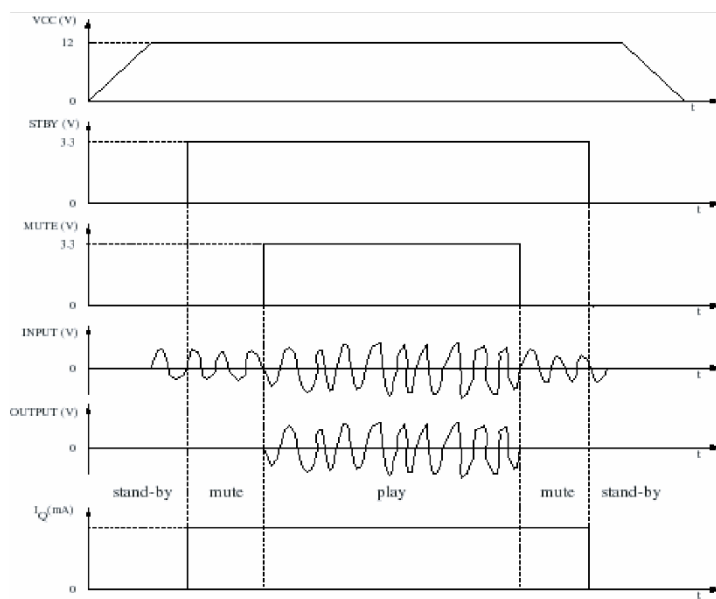 VCC (V)
12
0
t
STBY (V)
3.3
0
t
MUTE (V)
3.3
0
t
INPUT (V)
0
t
OUTPUT (V)
0
t
stand-by mute play mute stand-by
IQ(mA)
0
t